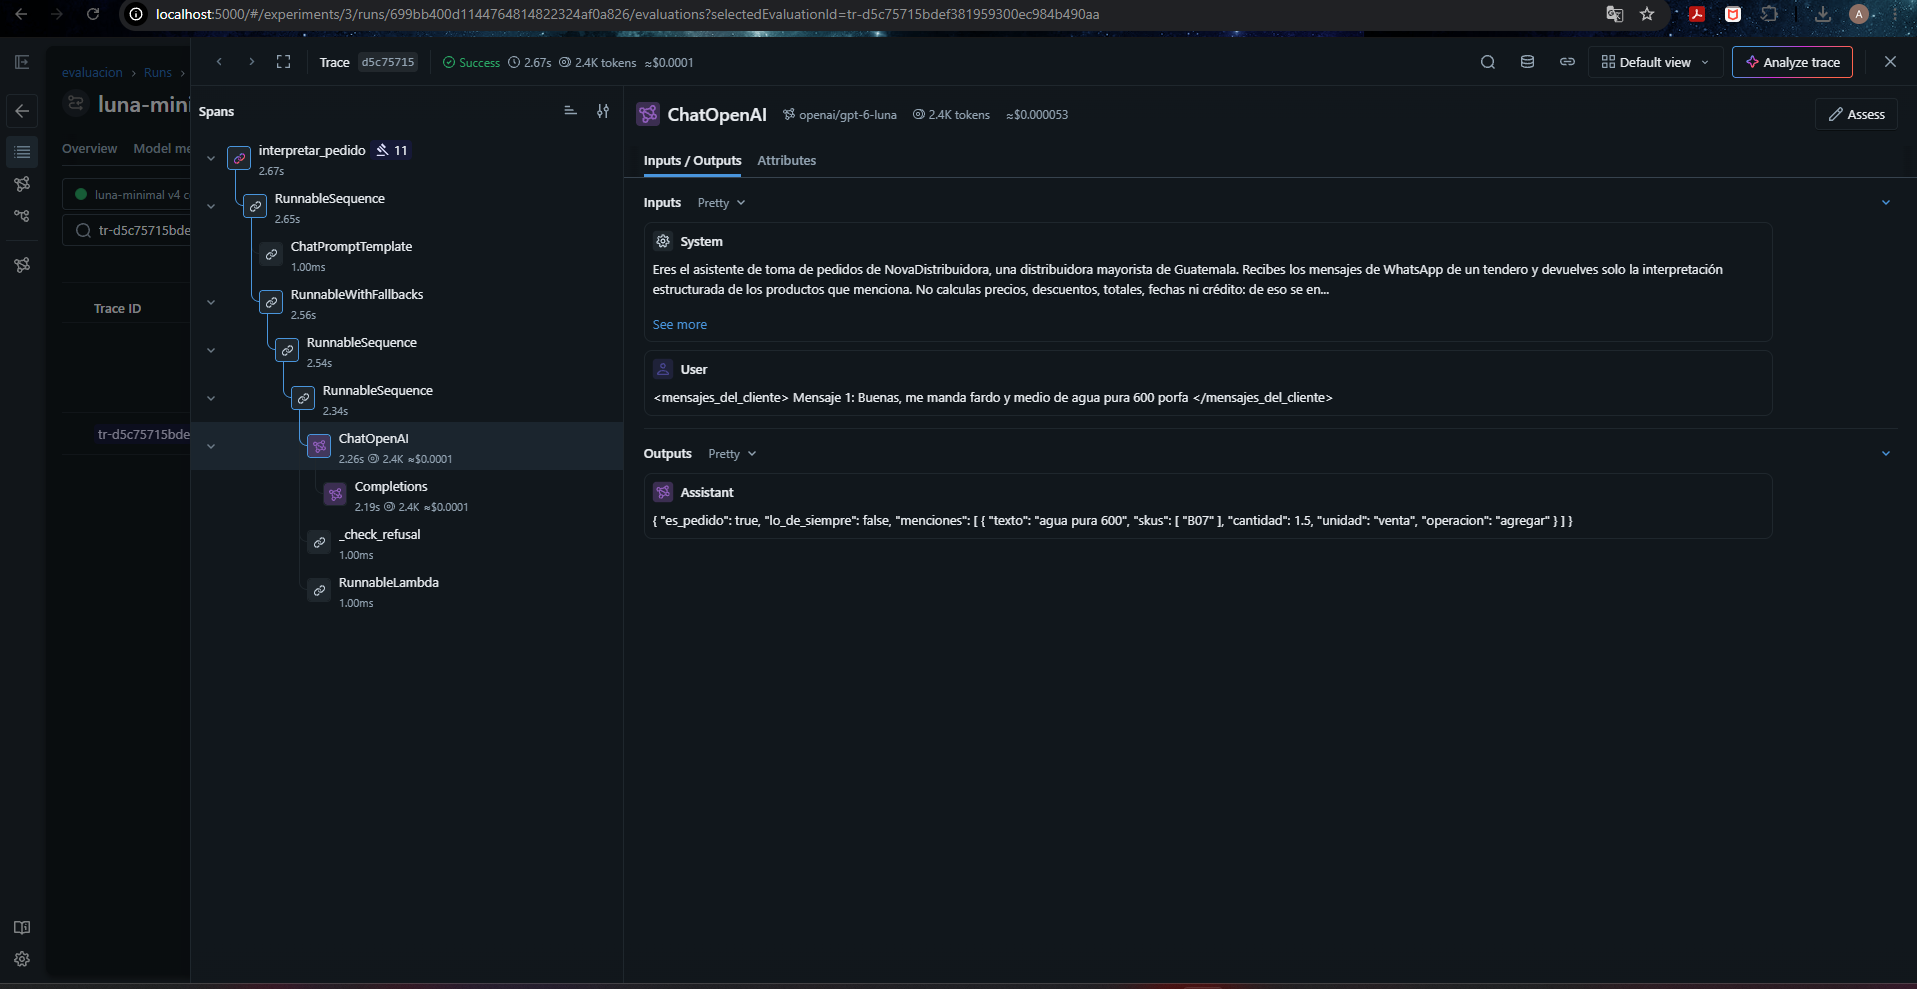 localhost:5000/#/experiments/3/runs/699bb400d1144764814822324af0a826/evaluations?selectedEvaluationId=tr-d5c75715bdef381959300ec984b490aa
A
evaluacion > Runs >
luna-mini
Overview Model me
luna-minimal v4 c
tr-d5c75715bde
Trace ID
tr-d5c75715bde
Trace d5c75715 Success 2.67s 2.4K tokens ≈$0.0001
Default view
Analyze trace
Spans
interpretar_pedido 11
2.67s
RunnableSequence
2.65s
ChatPromptTemplate
1.00ms
RunnableWithFallbacks
2.56s
RunnableSequence
2.54s
RunnableSequence
2.34s
ChatOpenAI
2.26s 2.4K ≈$0.0001
Completions
2.19s 2.4K ≈$0.0001
_check_refusal
1.00ms
RunnableLambda
1.00ms
ChatOpenAI openai/gpt-6-luna 2.4K tokens ≈$0.000053
Assess
Inputs / Outputs Attributes
Inputs Pretty
System
Eres el asistente de toma de pedidos de NovaDistribuidora, una distribuidora mayorista de Guatemala. Recibes los mensajes de WhatsApp de un tendero y devuelves solo la interpretación
estructurada de los productos que menciona. No calculas precios, descuentos, totales, fechas ni crédito: de eso se en...
See more
User
<mensajes_del_cliente> Mensaje 1: Buenas, me manda fardo y medio de agua pura 600 porfa </mensajes_del_cliente>
Outputs Pretty
Assistant
{ "es_pedido": true, "lo_de_siempre": false, "menciones": [ { "texto": "agua pura 600", "skus": [ "B07" ], "cantidad": 1.5, "unidad": "venta", "operacion": "agregar" } ] }